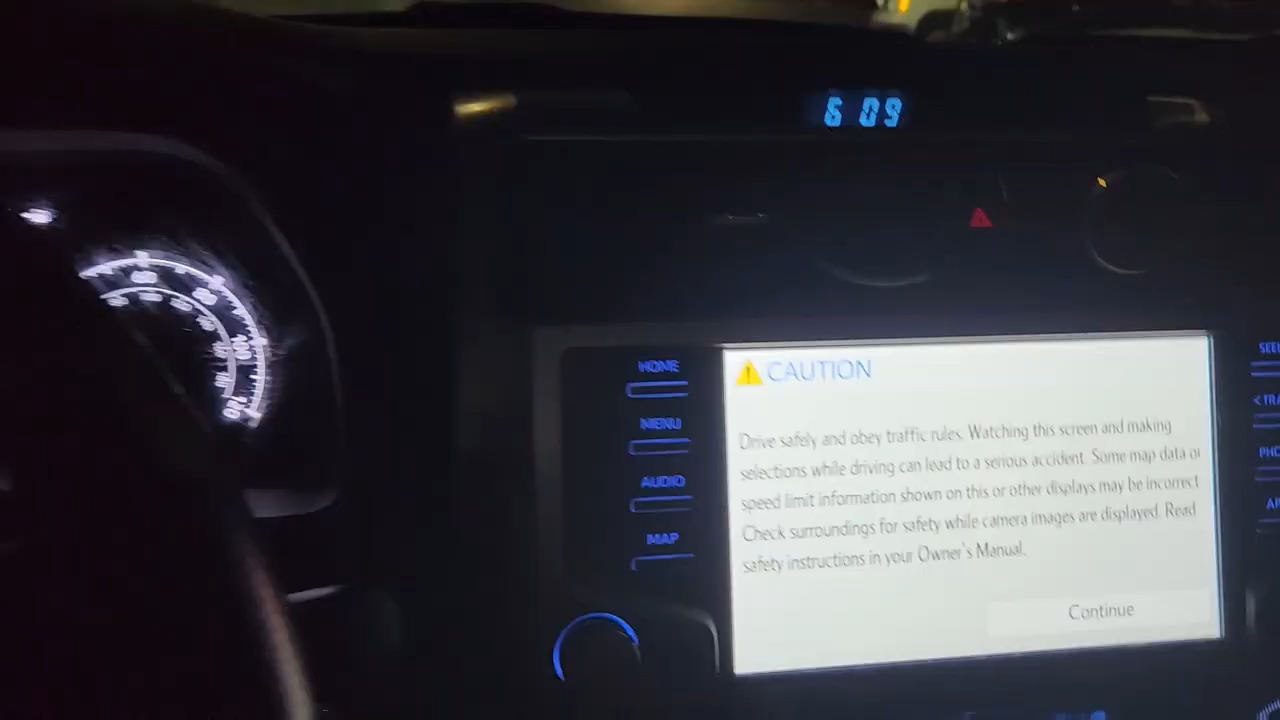 6 09
HOME
MENU
AUDIO
MAP
CAUTION
Drive safely and obey traffic rules. Watching this screen and making
selections while driving can lead to a serious accident. Some map data or
speed limit information shown on this or other displays may be incorrect
Check surroundings for safety while camera images are displayed. Read
safety instructions in your Owner's Manual.
Continue